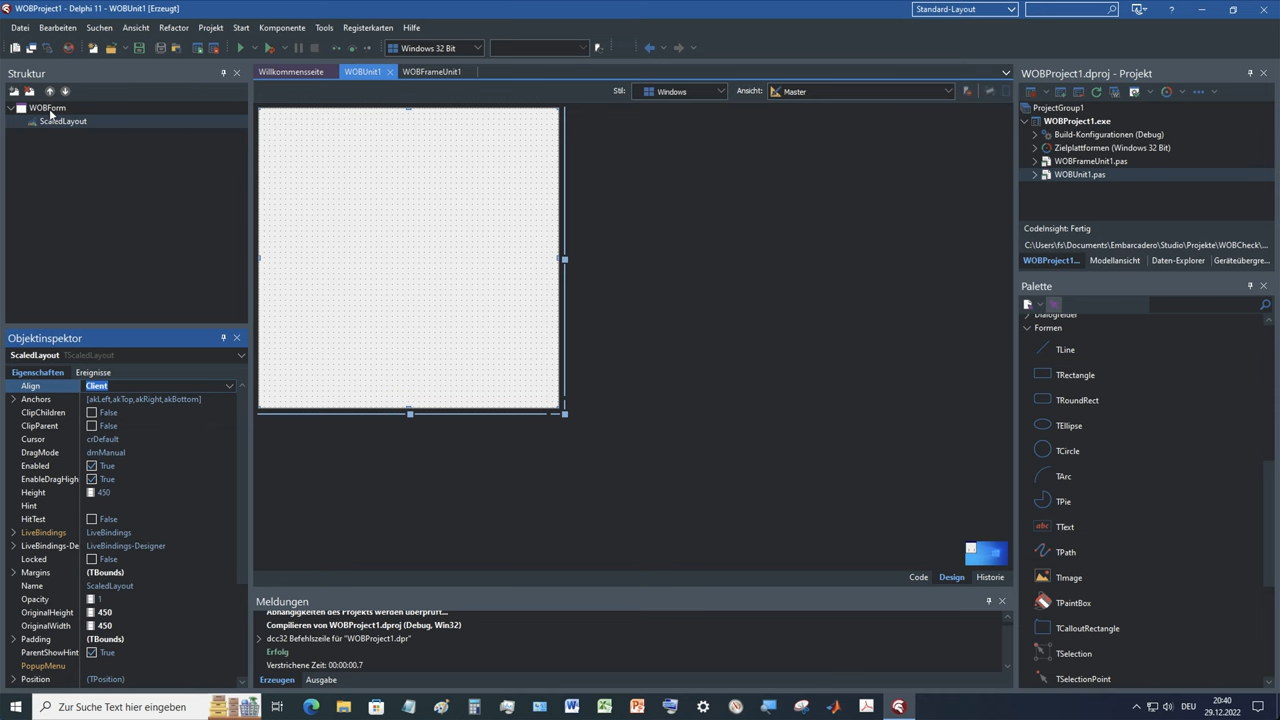 WOBProject1 - Delphi 11 - WOBUnit1 [Erzeugt]
Standard-Layout
Datei Bearbeiten Suchen Ansicht Refactor Projekt Start Komponente Tools Registerkarten Hilfe
Windows 32 Bit
Struktur
WOBForm
ScaledLayout
Willkommensseite WOBUnit1 WOBFrameUnit1
Stil: Windows Ansicht: Master
Objektinspektor
ScaledLayout TScaledLayout
Eigenschaften Ereignisse
Align Client
Anchors [akLeft,akTop,akRight,akBottom]
ClipChildren False
ClipParent False
Cursor crDefault
DragMode dmManual
Enabled True
EnableDragHigh True
Height 450
Hint
HitTest False
LiveBindings LiveBindings
LiveBindings-De LiveBindings-Designer
Locked False
Margins (TBounds)
Name ScaledLayout
Opacity 1
OriginalHeight 450
OriginalWidth 450
Padding (TBounds)
ParentShowHint True
PopupMenu
Position (TPosition)
Code Design Historie
Meldungen
Abhängigkeiten des Projekts werden überprüft...
Compilieren von WOBProject1.dproj (Debug, Win32)
dcc32 Befehlszeile für "WOBProject1.dpr"
Erfolg
Verstrichene Zeit: 00:00:00.7
Erzeugen Ausgabe
WOBProject1.dproj - Projekt
ProjectGroup1
WOBProject1.exe
Build-Konfigurationen (Debug)
Zielplattformen (Windows 32 Bit)
WOBFrameUnit1.pas
WOBUnit1.pas
CodeInsight: Fertig
C:\Users\fs\Documents\Embarcadero\Studio\Projekte\WOBCheck\
WOBProject1... Modellansicht Daten-Explorer Geräteübergre...
Palette
Dialogfelder
Formen
TLine
TRectangle
TRoundRect
TEllipse
TCircle
TArc
TPie
abc
TText
TPath
TImage
TPaintBox
TCalloutRectangle
TSelection
TSelectionPoint
Zur Suche Text hier eingeben
DEU
20:40
29.12.2022